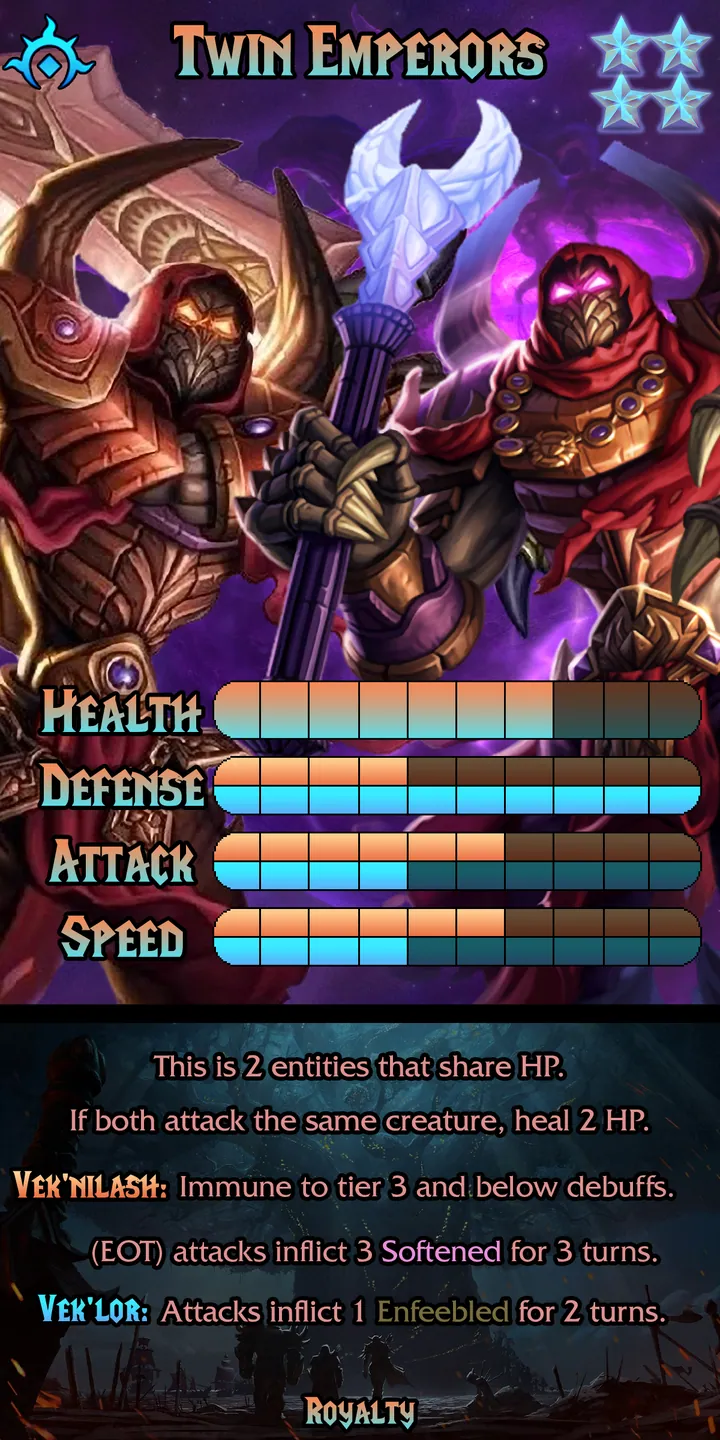 Twin Emperors
Health
Defense
Attack
Speed
This is 2 entities that share HP.
If both attack the same creature, heal 2 HP.
Vek'nilash: Immune to tier 3 and below debuffs.
(EOT) attacks inflict 3 Softened for 3 turns.
Vek'lor: Attacks inflict 1 Enfeebled for 2 turns.
Royalty